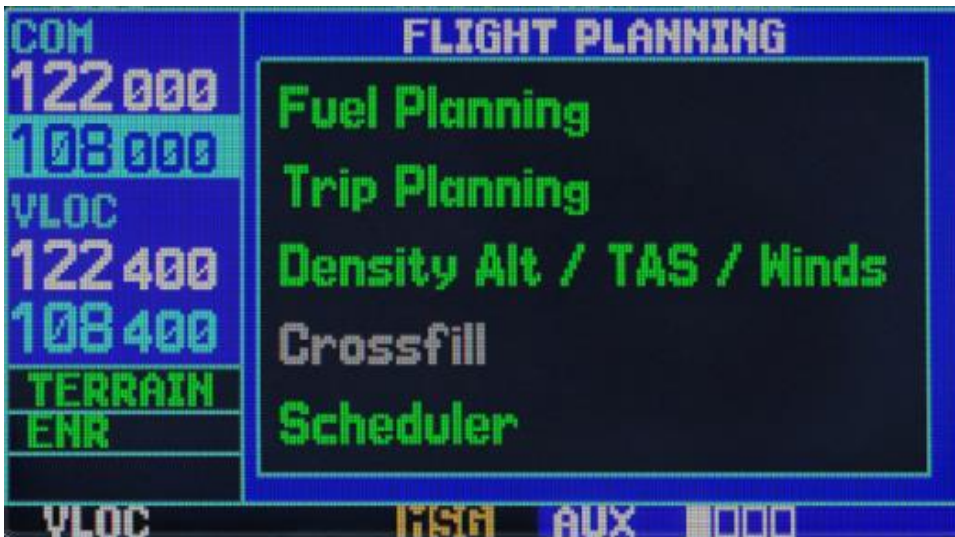 COM
122000
108000
VLOC
122400
108400
TERRAIN
ENR
VLOC
FLIGHT PLANNING
Fuel Planning
Trip Planning
Density Alt / TAS / Winds
Crossfill
Scheduler
MSG
AUX